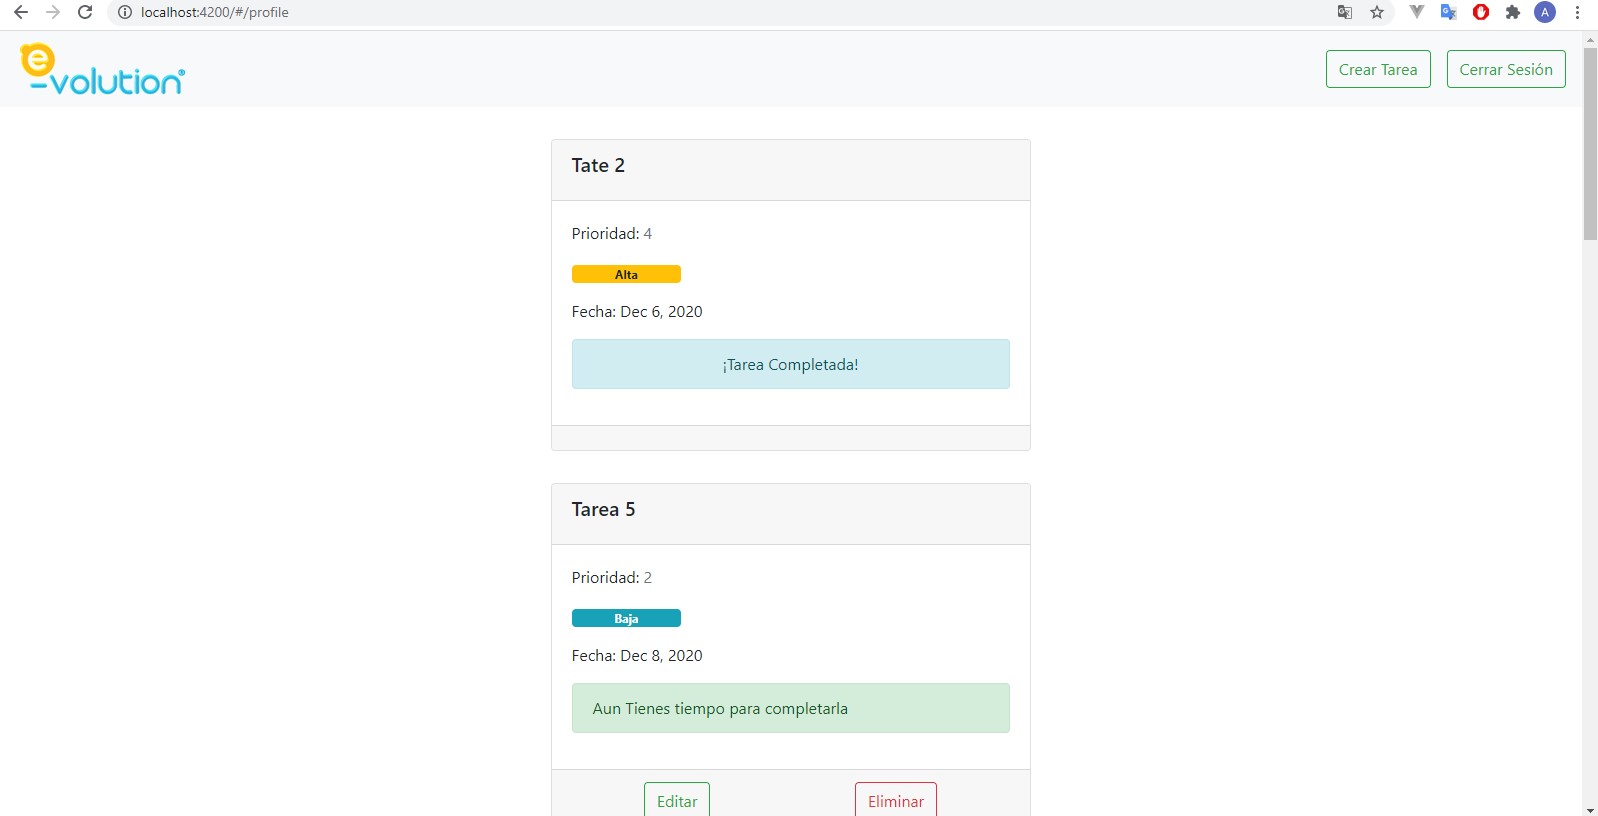 localhost:4200/#/profile
A
e
-volution®
Crear Tarea
Cerrar Sesión
Tate 2
Prioridad: 4
Alta
Fecha: Dec 6, 2020
¡Tarea Completada!
Tarea 5
Prioridad: 2
Baja
Fecha: Dec 8, 2020
Aun Tienes tiempo para completarla
Editar
Eliminar